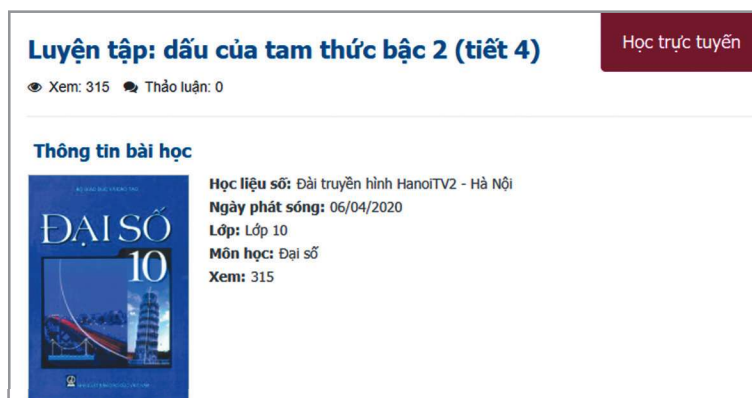 Luyện tập: dấu của tam thức bậc 2 (tiết 4)
Học trực tuyến
Xem: 315 Thảo luận: 0
Thông tin bài học
ĐẠI SỐ
10
Học liệu số: Đài truyền hình HanoiTV2 - Hà Nội
Ngày phát sóng: 06/04/2020
Lớp: Lớp 10
Môn học: Đại số
Xem: 315